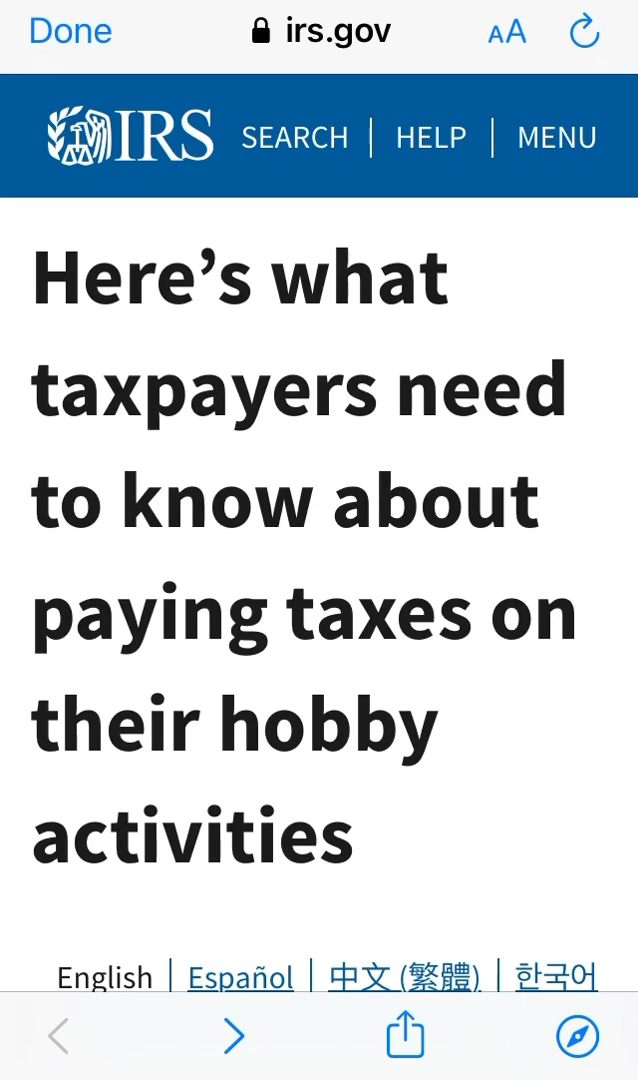 Done irs.gov AA
IRS SEARCH | HELP | MENU
Here’s what
taxpayers need
to know about
paying taxes on
their hobby
activities
English | Español | 中文 (繁體) | 한국어